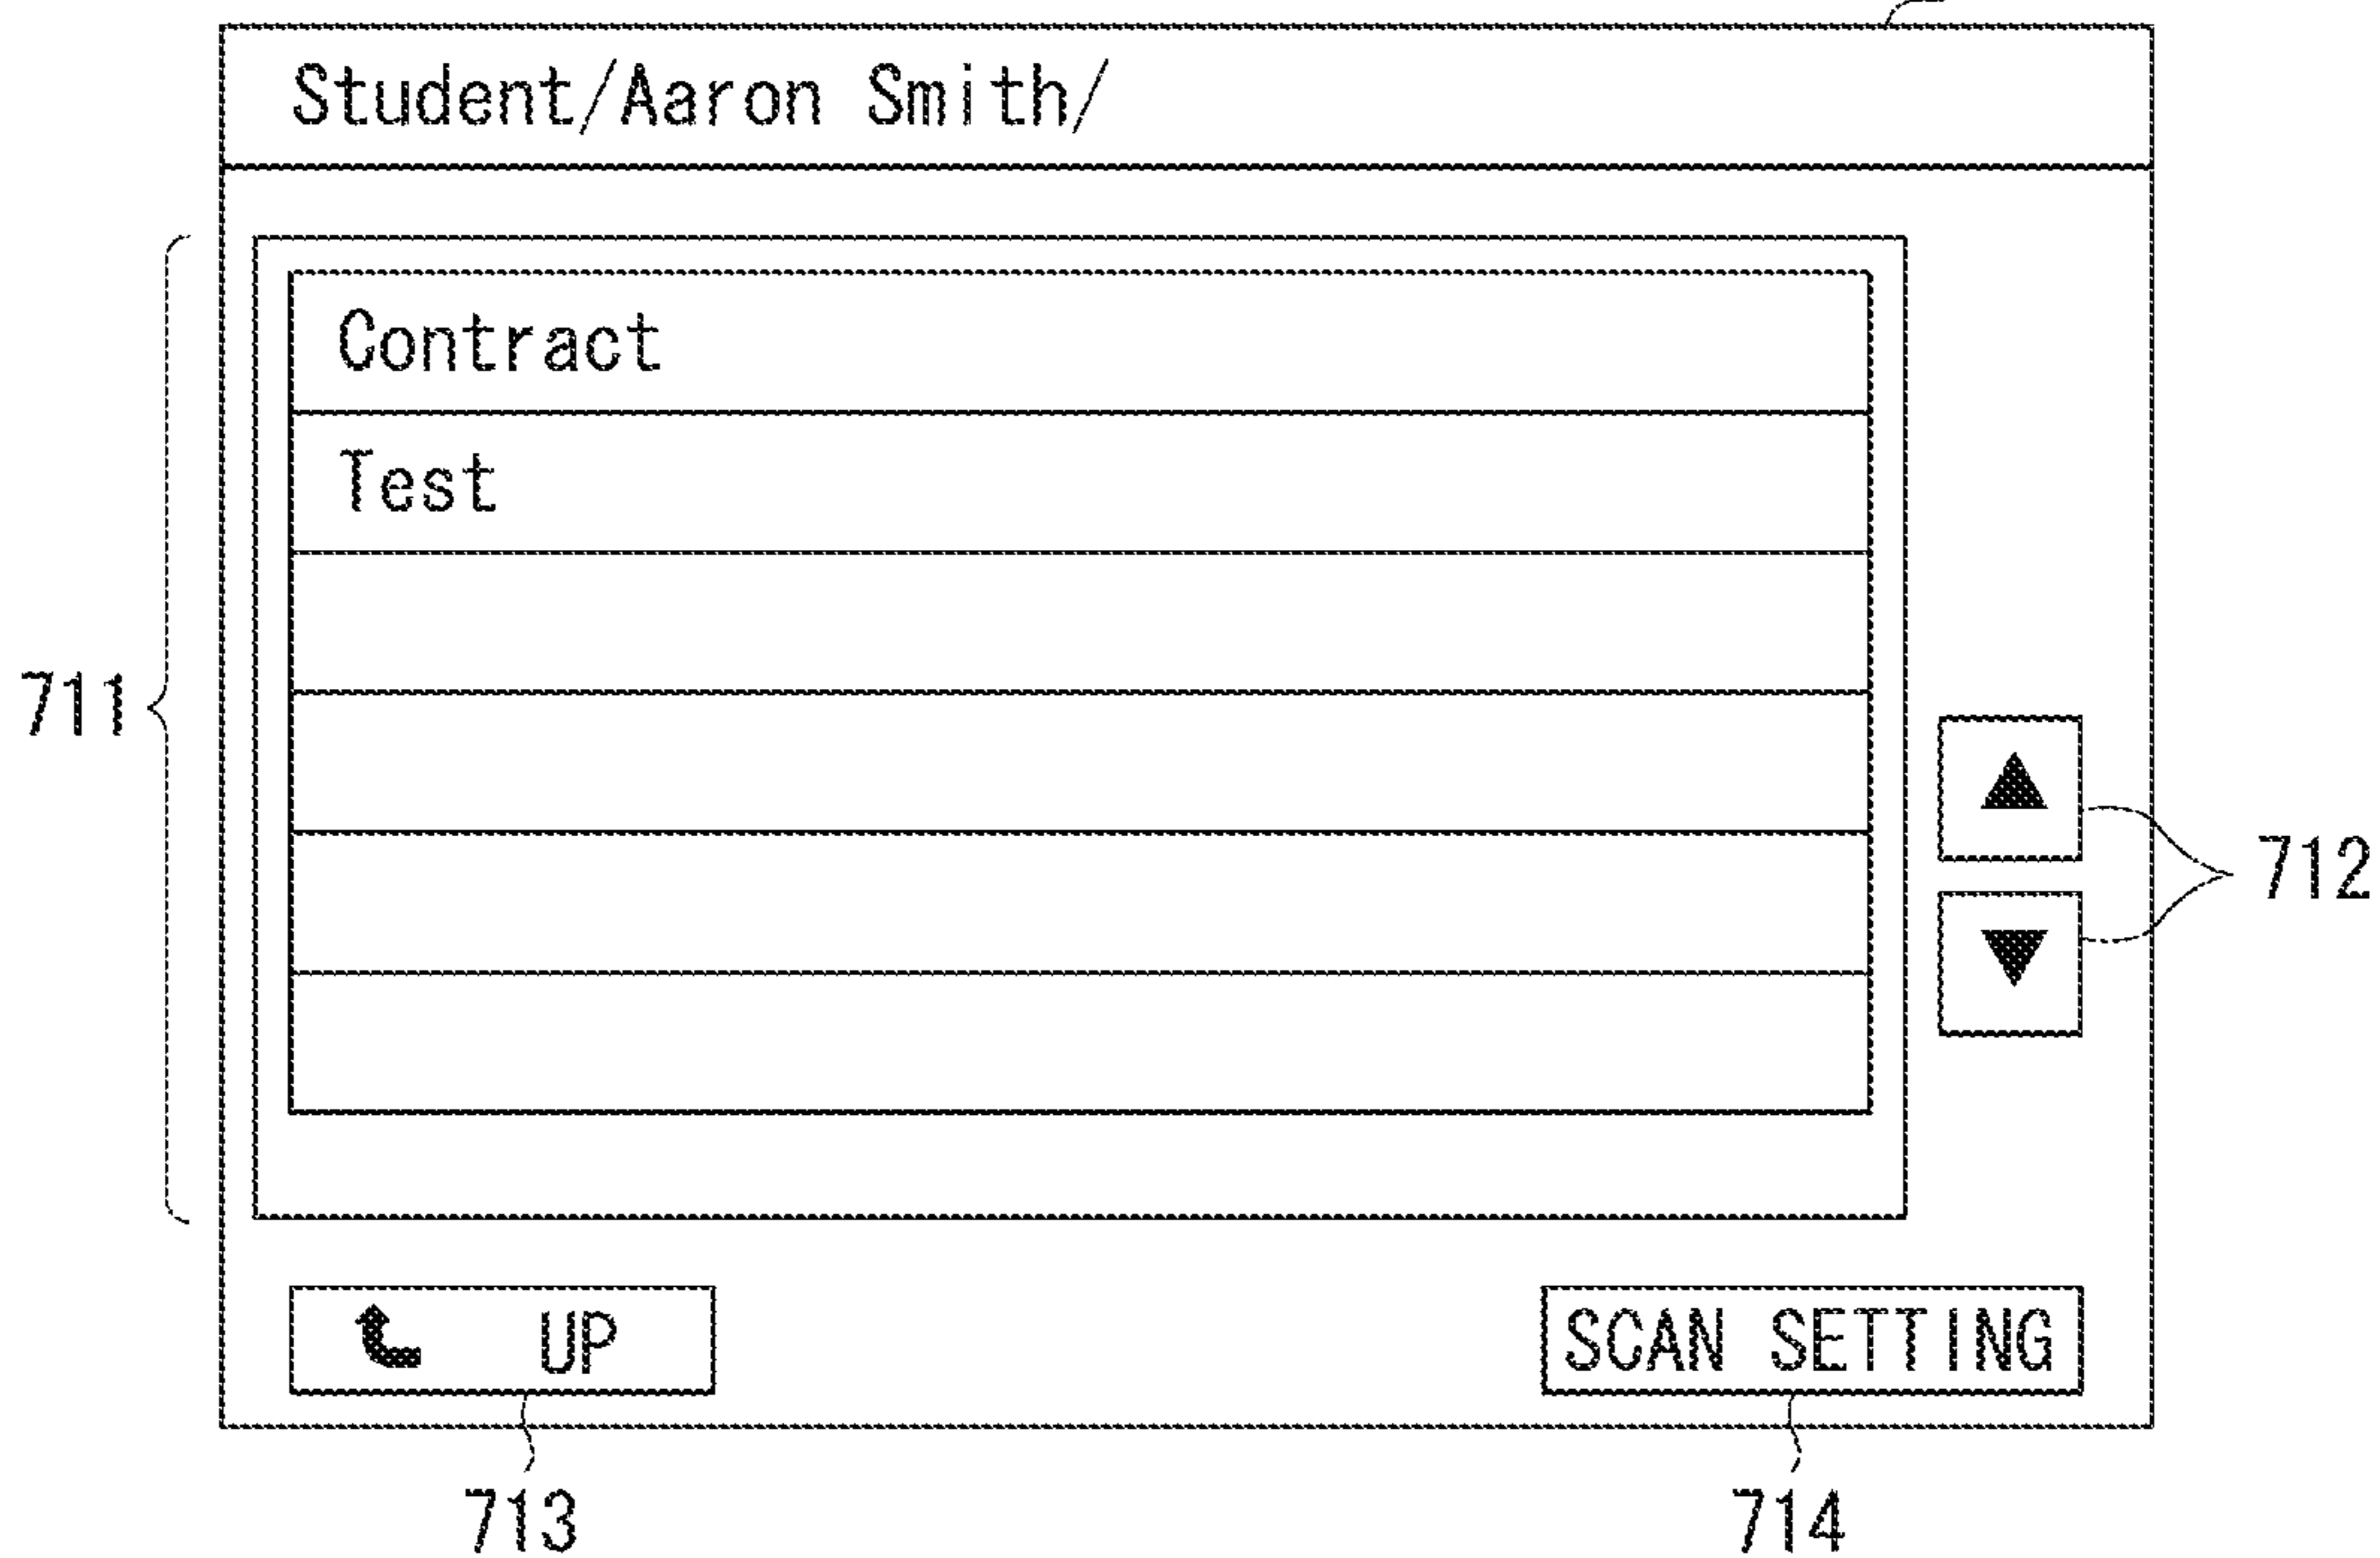 Student/Aaron Smith/
Contract
Test
711
▲
712
▼
UP
SCAN SETTING
713
714